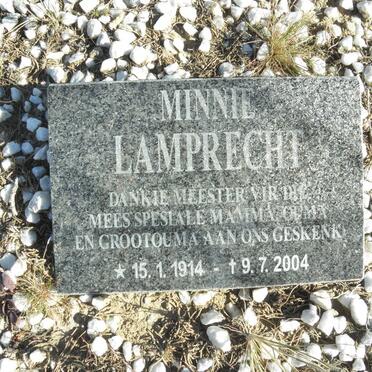 MINNIE
LAMPRECHT
DANKIE MEESTER VIR DIE
MEES SPESIALE MAMMA, OUMA
EN GROOTOUMA AAN ONS GESKENK
★ 15. 1. 1914 - † 9. 7. 2004